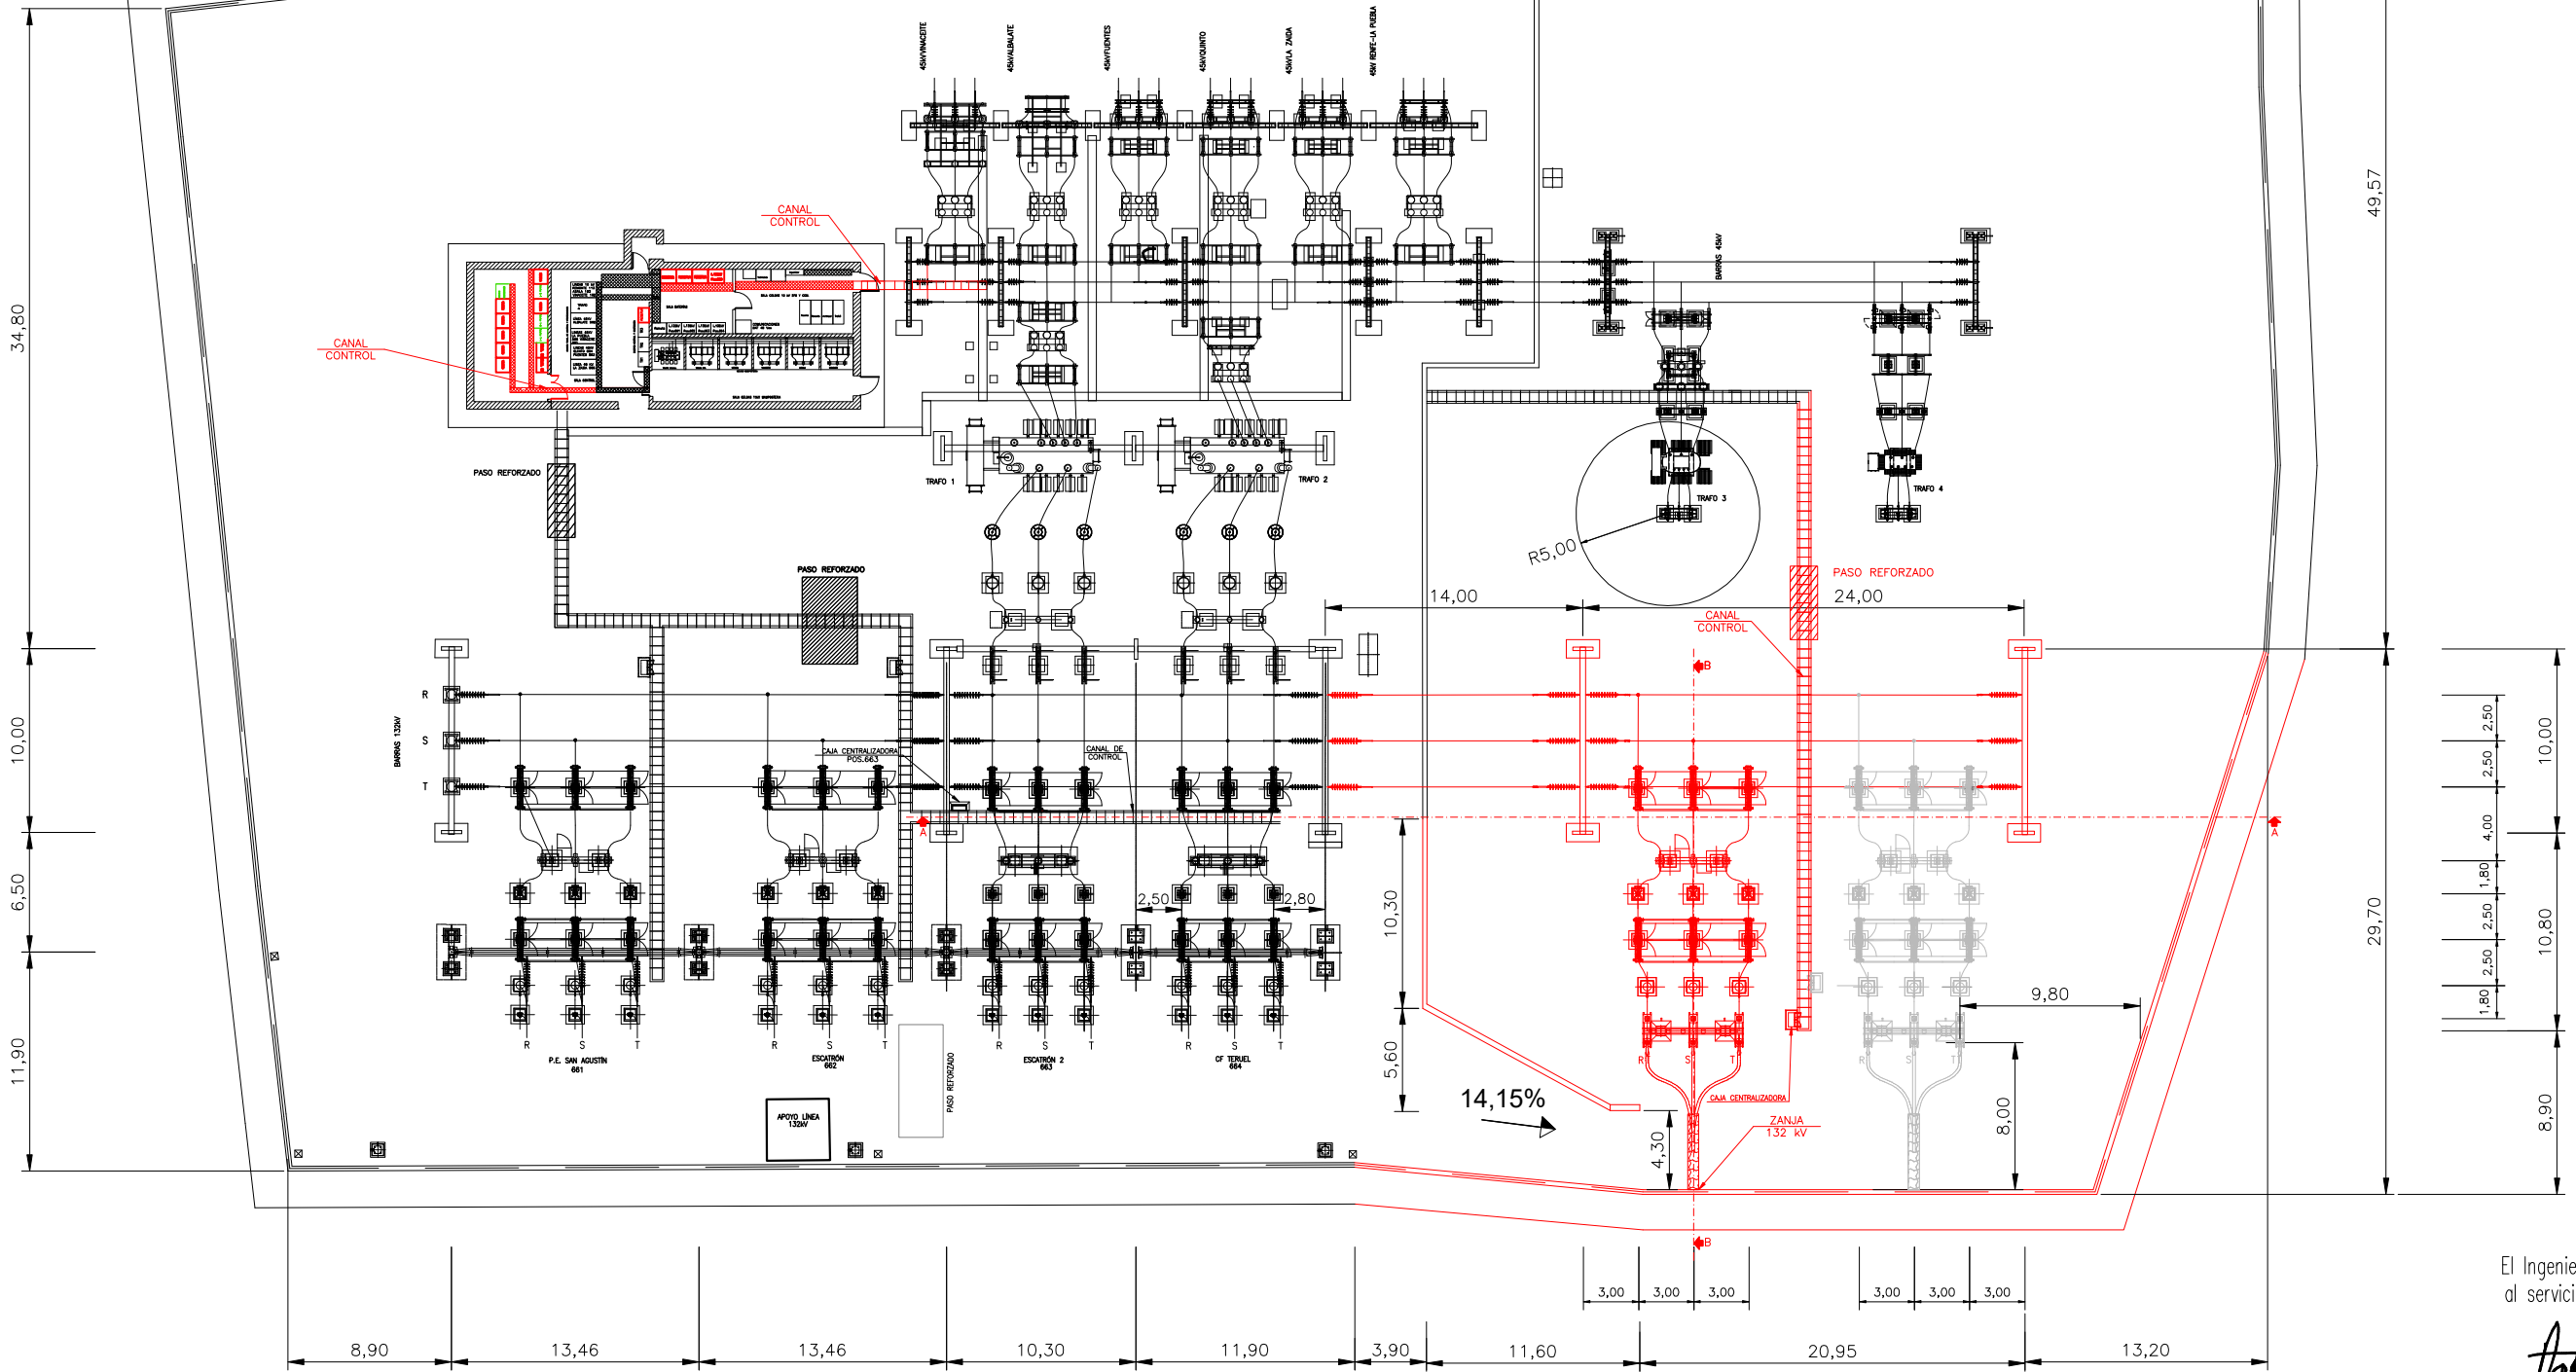 45kV/VINACEITE
45kV/ALBALATE
45kV/FUENTES
45kV/QUINTO
45kV/LA ZAIDA
45kV RENFE-LA PUEBLA
49,57
34,80
CANAL
CONTROL
CANAL
CONTROL
BARRAS 45kV
PASO REFORZADO
TRAFO 1
TRAFO 2
TRAFO 3
TRAFO 4
R5,00
PASO REFORZADO
PASO REFORZADO
14,00
24,00
CANAL
CONTROL
B
R
S
T
BARRAS 132kV
CAJA CENTRALIZADORA
POS.663
CANAL DE
CONTROL
A
A
10,00
6,50
11,90
2,50
2,80
10,30
5,60
2,50
2,50
4,00
1,80
2,50
2,50
1,80
10,00
10,80
8,90
29,70
9,80
8,00
R S T
R S T
R S T
R S T
R S T
R S T
P.E. SAN AGUSTÍN
661
ESCATRÓN
662
ESCATRÓN 2
663
CF TERUEL
664
PASO REFORZADO
APOYO LÍNEA
132kV
14,15%
4,30
CAJA CENTRALIZADORA
ZANJA
132 kV
B
3,00 3,00 3,00
3,00 3,00 3,00
8,90 13,46 13,46 10,30 11,90 3,90 11,60 20,95 13,20
El Ingenie
al servici